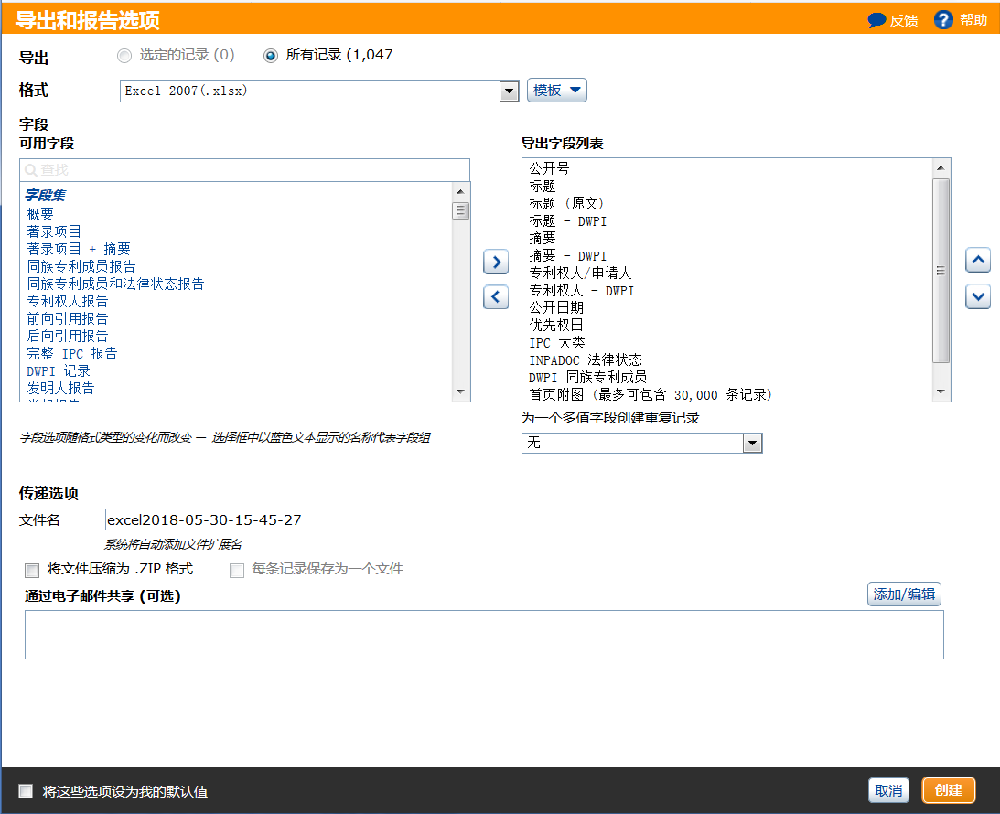 导出和报告选项
反馈
帮助
导出
选定的记录 (0)
所有记录 (1,047
格式
Excel 2007(.xlsx)
模板
字段
可用字段
查找
字段集
概要
著录项目
著录项目 + 摘要
同族专利成员报告
同族专利成员和法律状态报告
专利权人报告
前向引用报告
后向引用报告
完整 IPC 报告
DWPI 记录
发明人报告
导出字段列表
公开号
标题
标题 (原文)
标题 - DWPI
摘要
摘要 - DWPI
专利权人/申请人
专利权人 - DWPI
公开日期
优先权日
IPC 大类
INPADOC 法律状态
DWPI 同族专利成员
首页附图 (最多可包含 30,000 条记录)
字段选项随格式类型的变化而改变 — 选择框中以蓝色文本显示的名称代表字段组
为一个多值字段创建重复记录
无
传递选项
文件名
excel2018-05-30-15-45-27
系统将自动添加文件扩展名
将文件压缩为 .ZIP 格式
每条记录保存为一个文件
通过电子邮件共享 (可选)
添加/编辑
将这些选项设为我的默认值
取消
创建